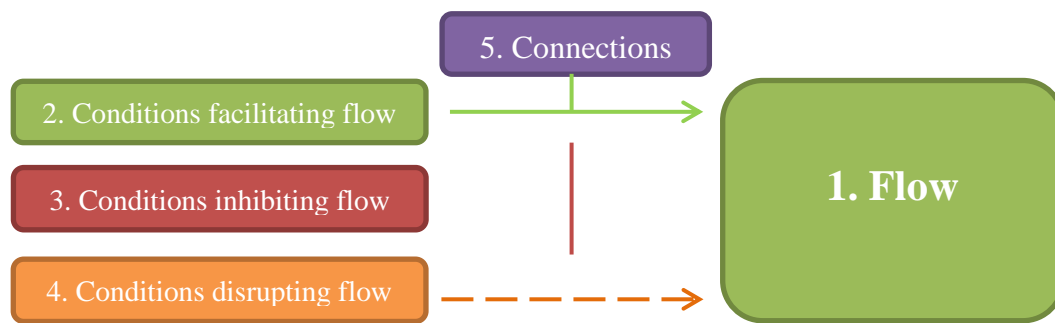 5. Connections
2. Conditions facilitating flow
3. Conditions inhibiting flow
1. Flow
4. Conditions disrupting flow